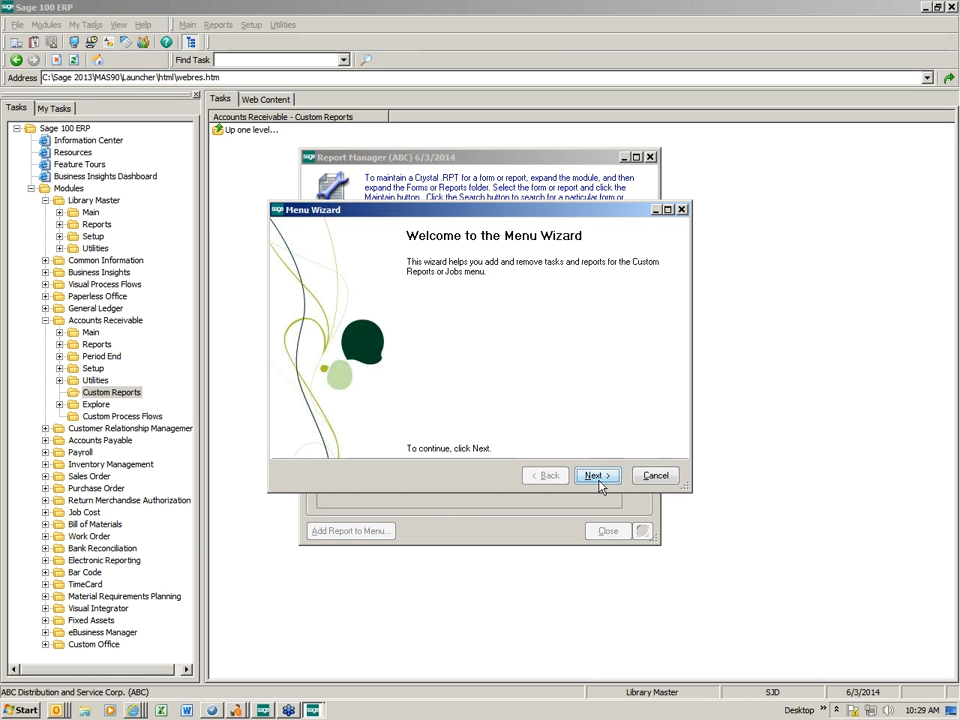 Sage 100 ERP
File Modules My Tasks View Help Main Reports Setup Utilities
Find Task
Address C:\Sage 2013\MAS90\Launcher\html\webres.htm
Tasks My Tasks
Sage 100 ERP
Information Center
Resources
Feature Tours
Business Insights Dashboard
Modules
Library Master
Main
Reports
Setup
Utilities
Common Information
Business Insights
Visual Process Flows
Paperless Office
General Ledger
Accounts Receivable
Main
Reports
Period End
Setup
Utilities
Custom Reports
Explore
Custom Process Flows
Customer Relationship Managemer
Accounts Payable
Payroll
Inventory Management
Sales Order
Purchase Order
Return Merchandise Authorization
Job Cost
Bill of Materials
Work Order
Bank Reconciliation
Electronic Reporting
Bar Code
TimeCard
Material Requirements Planning
Visual Integrator
Fixed Assets
eBusiness Manager
Custom Office
Tasks Web Content
Accounts Receivable - Custom Reports
Up one level...
sage Report Manager (ABC) 6/3/2014
To maintain a Crystal .RPT for a form or report, expand the module, and then
expand the Forms or Reports folder. Select the form or report and click the
Maintain button. Click the Search button to search for a particular form or
sage Menu Wizard
Welcome to the Menu Wizard
This wizard helps you add and remove tasks and reports for the Custom
Reports or Jobs menu.
To continue, click Next.
< Back Next > Cancel
Add Report to Menu... Close
ABC Distribution and Service Corp. (ABC) Library Master SJD 6/3/2014
Start sage sage Desktop » 10:29 AM